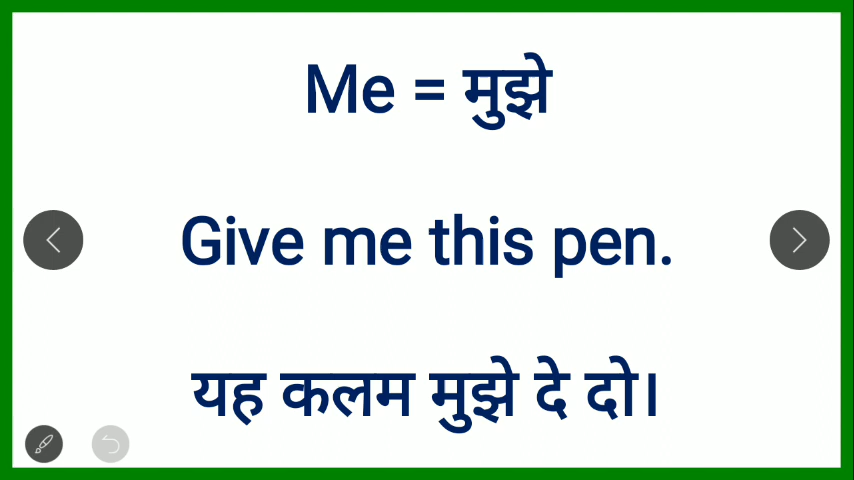 Me = मुझे
Give me this pen.
यह कलम मुझे दे दो।